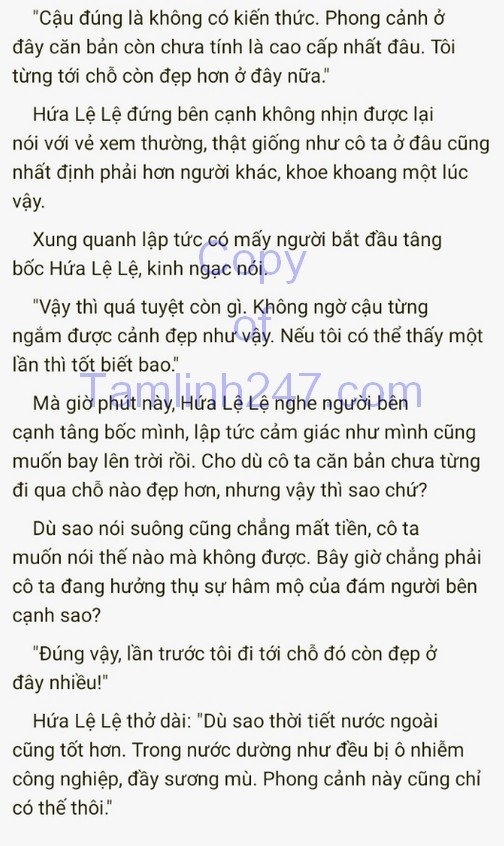 "Cậu đúng là không có kiến thức. Phong cảnh ở
đây căn bản còn chưa tính là cao cấp nhất đâu. Tôi
từng tới chỗ còn đẹp hơn ở đây nữa."
Hứa Lệ Lệ đứng bên cạnh không nhịn được lại
nói với vẻ xem thường, thật giống như cô ta ở đâu cũng
nhất định phải hơn người khác, khoe khoang một lúc
vậy.
Xung quanh lập tức có mấy người bắt đầu tâng
bốc Hứa Lệ Lệ, kinh ngạc nói.
Copy
"Vậy thì quá tuyệt còn gì. Không ngờ cậu từng
ngắm được cảnh đẹp như vậy. Nếu tôi có thể thấy một
of
lần thì tốt biết bao."
Tamlinh247.com
Mà giờ phút này, Hứa Lệ Lệ nghe người bên
cạnh tâng bốc mình, lập tức cảm giác như mình cũng
muốn bay lên trời rồi. Cho dù cô ta căn bản chưa từng
đi qua chỗ nào đẹp hơn, nhưng vậy thì sao chứ?
Dù sao nói suông cũng chẳng mất tiền, cô ta
muốn nói thế nào mà không được. Bây giờ chẳng phải
cô ta đang hưởng thụ sự hâm mộ của đám người bên
cạnh sao?
"Đúng vậy, lần trước tôi đi tới chỗ đó còn đẹp ở
đây nhiều!"
Hứa Lệ Lệ thở dài: "Dù sao thời tiết nước ngoài
cũng tốt hơn. Trong nước dường như đều bị ô nhiễm
công nghiệp, đầy sương mù. Phong cảnh này cũng chỉ
có thế thôi."